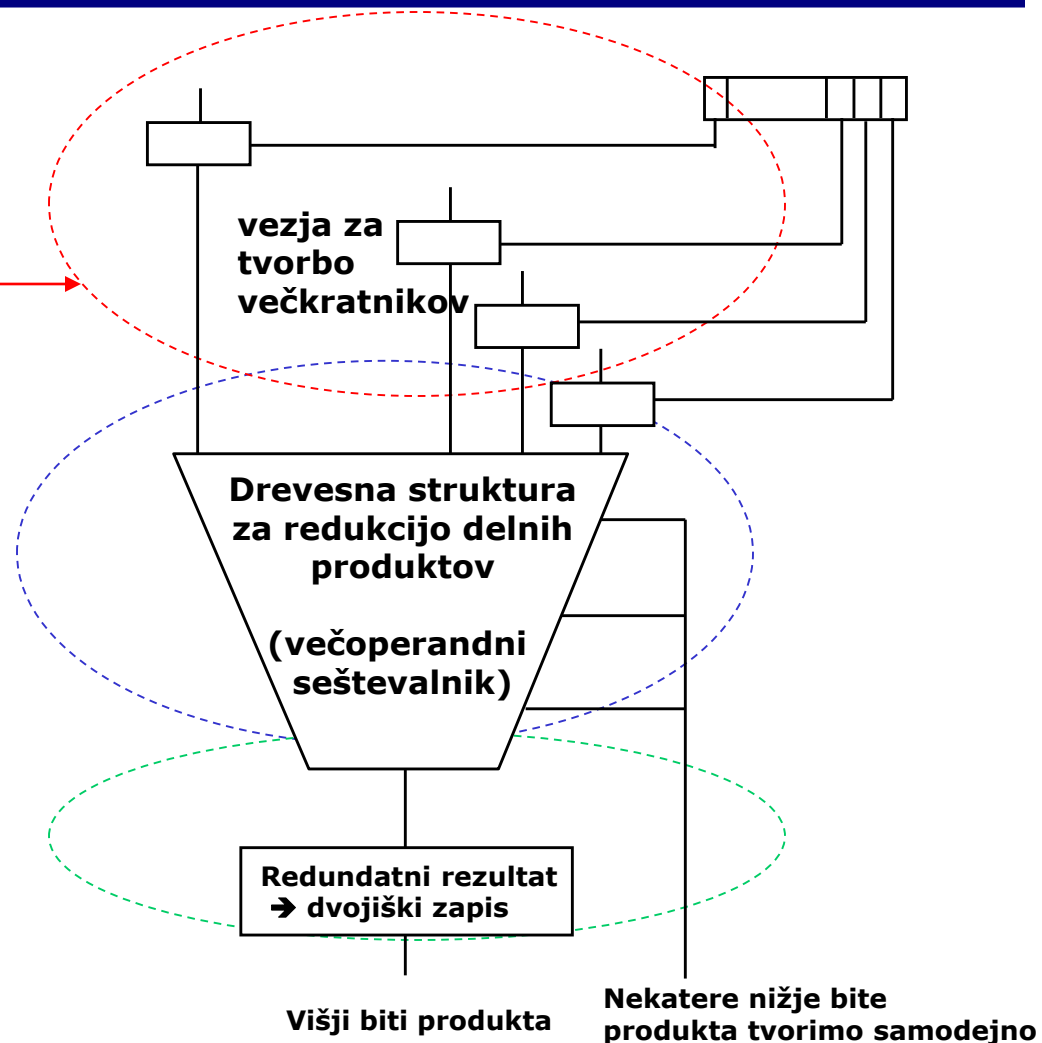 vezja za
tvorbo
večkratnikov
Drevesna struktura
za redukcijo delnih
produktov
(večoperandni
seštevalnik)
Redundatni rezultat
➔ dvojiški zapis
Višji biti produkta
Nekatere nižje bite
produkta tvorimo samodejno